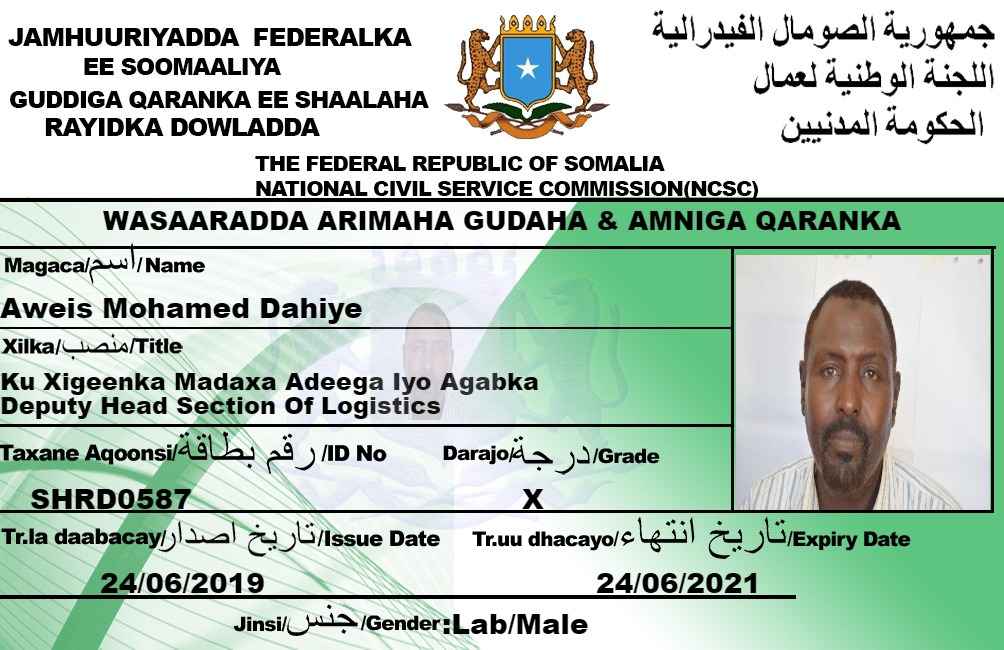 JAMHUURIYADDA FEDERALKA
EE SOOMAALIYA
GUDDIGA QARANKA EE SHAALAHA
RAYIDKA DOWLADDA
جمهورية الصومال الفيدرالية
اللجنة الوطنية لعمال
الحكومة المدنيين
THE FEDERAL REPUBLIC OF SOMALIA
NATIONAL CIVIL SERVICE COMMISSION(NCSC)
WASAARADDA ARIMAHA GUDAHA & AMNIGA QARANKA
Magaca/اسم/Name
Aweis Mohamed Dahiye
Xilka/منصب/Title
Ku Xigeenka Madaxa Adeega Iyo Agabka
Deputy Head Section Of Logistics
Taxane Aqoonsi/رقم بطاقة/ID No
SHRD0587
Darajo/درجة/Grade
X
Tr.la daabacay/تاريخ اصدار/Issue Date
24/06/2019
Tr.uu dhacayo/تاريخ انتهاء/Expiry Date
24/06/2021
Jinsi/جنس/Gender:Lab/Male